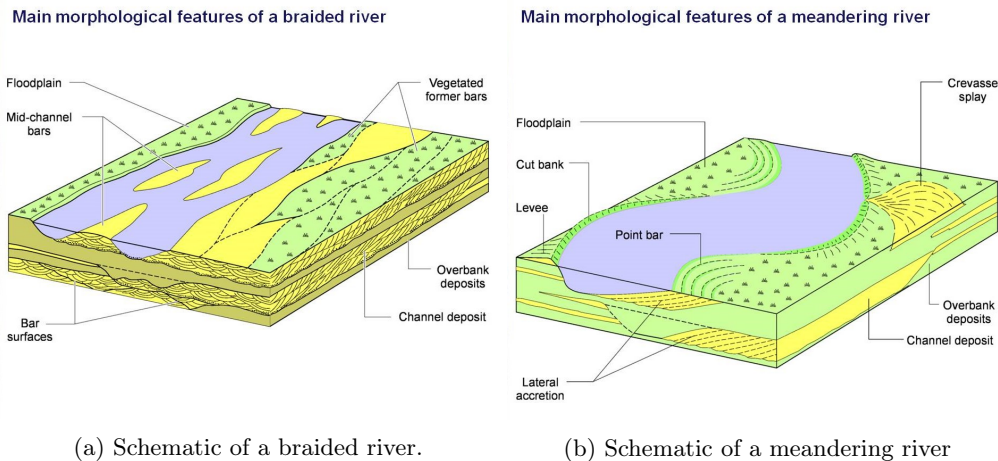 Main morphological features of a braided river
Floodplain
Mid-channel
bars
Vegetated
former bars
Overbank
deposits
Channel deposit
Bar
surfaces
(a) Schematic of a braided river.
Main morphological features of a meandering river
Crevasse
splay
Floodplain
Cut bank
Levee
Point bar
Overbank
deposits
Channel deposit
Lateral
accretion
(b) Schematic of a meandering river